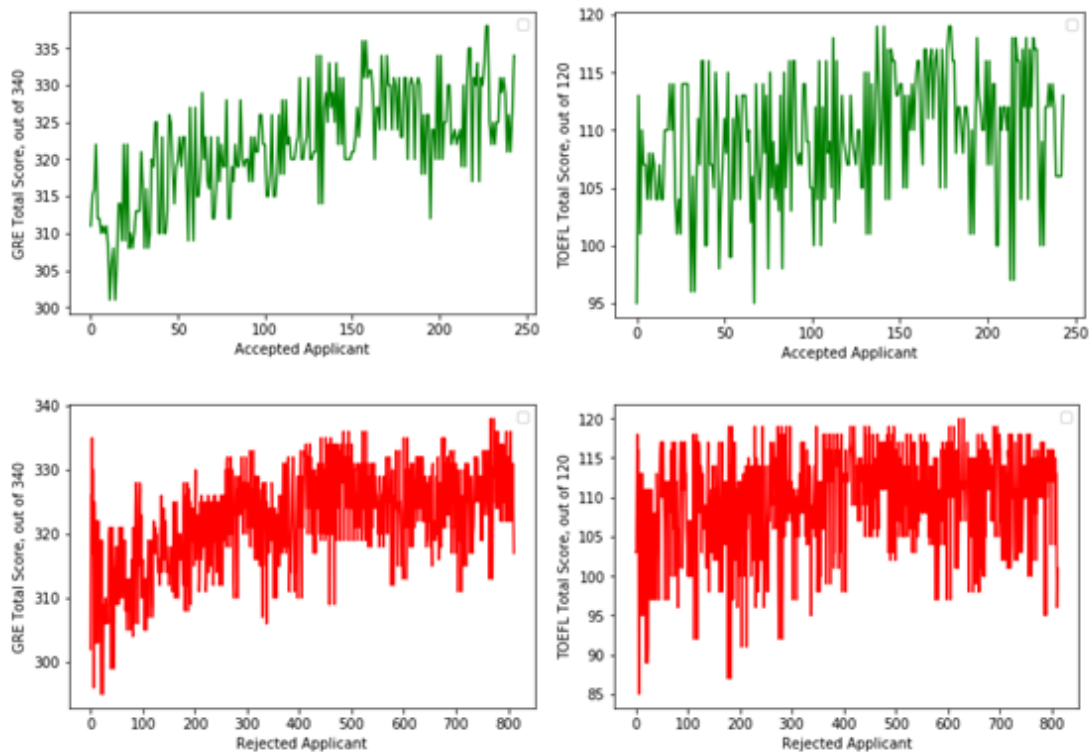 GRE Total Score, out of 340
335
330
325
320
315
310
305
300
0 50 100 150 200 250
Accepted Applicant
TOEFL Total Score, out of 120
120
115
110
105
100
95
0 50 100 150 200 250
Accepted Applicant
GRE Total Score, out of 340
340
330
320
310
300
0 100 200 300 400 500 600 700 800
Rejected Applicant
TOEFL Total Score, out of 120
120
115
110
105
100
95
90
85
0 100 200 300 400 500 600 700 800
Rejected Applicant